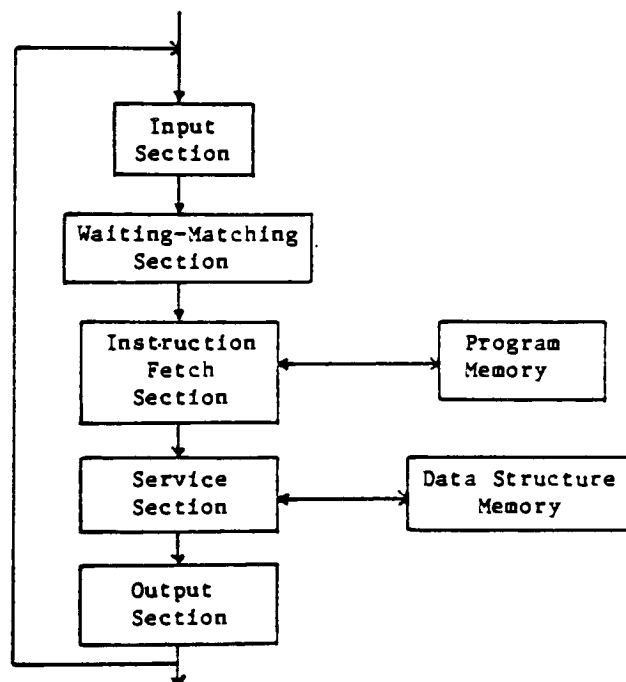 Input
Section
Waiting-Matching
Section
Instruction
Fetch
Section
Program
Memory
Service
Section
Data Structure
Memory
Output
Section